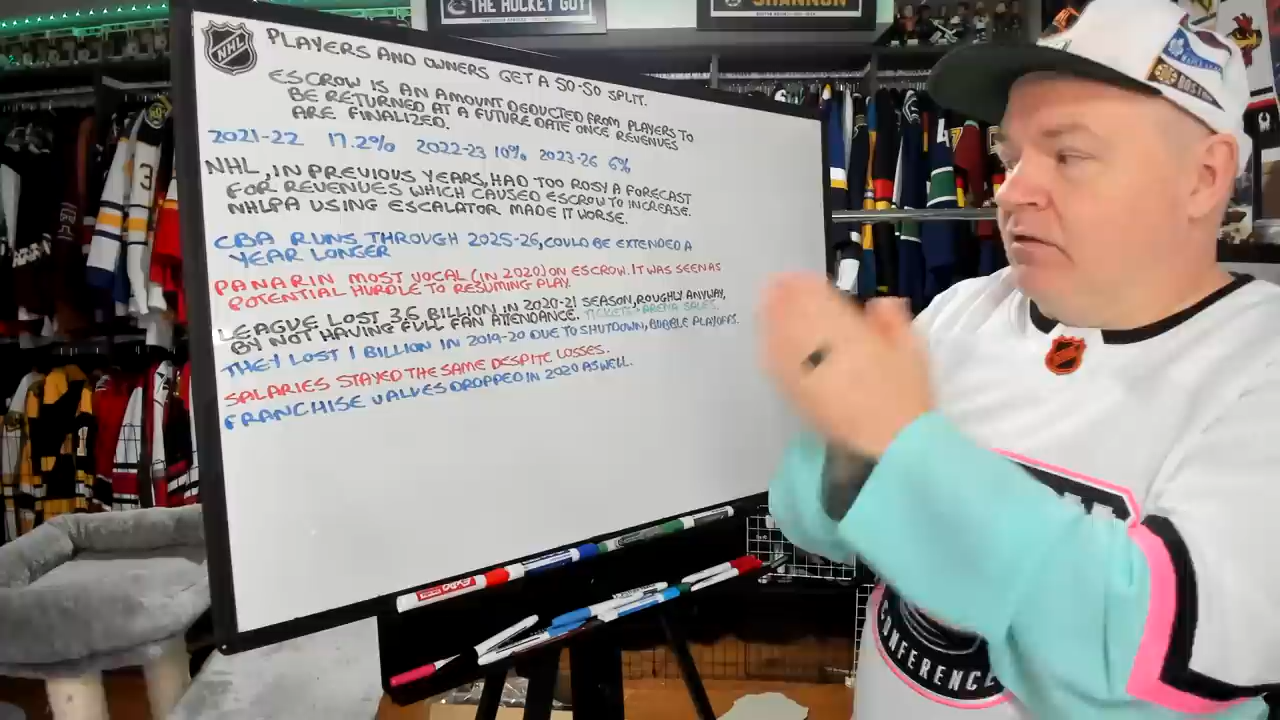 THE HOCKEY GUY
SHANNON
NHL
PLAYERS AND OWNERS GET A 50-50 SPLIT.
ESCROW IS AN AMOUNT DEDUCTED FROM PLAYERS TO
BE RETURNED AT A FUTURE DATE ONCE REVENUES
ARE FINALIZED.
2021-22 17.2% 2022-23 10% 2023-26 6%
NHL, IN PREVIOUS YEARS, HAD TOO ROSY A FORECAST
FOR REVENUES WHICH CAUSED ESCROW TO INCREASE.
NHLPA USING ESCALATOR MADE IT WORSE.
CBA RUNS THROUGH 2025-26, COULD BE EXTENDED A
YEAR LONGER
PANARIN MOST VOCAL (IN 2020) ON ESCROW. IT WAS SEEN AS
POTENTIAL HURDLE TO RESUMING PLAY.
LEAGUE LOST 3.6 BILLION IN 2020-21 SEASON, ROUGHLY ANYWAY,
BY NOT HAVING FULL FAN ATTENDANCE. TICKETS + ARENA SALES.
THEY LOST 1 BILLION IN 2019-20 DUE TO SHUTDOWN, BUBBLE PLAYOFFS.
SALARIES STAYED THE SAME DESPITE LOSSES.
FRANCHISE VALUES DROPPED IN 2020 AS WELL.
EXPO
BOSTON
3
4
CONFERENCE